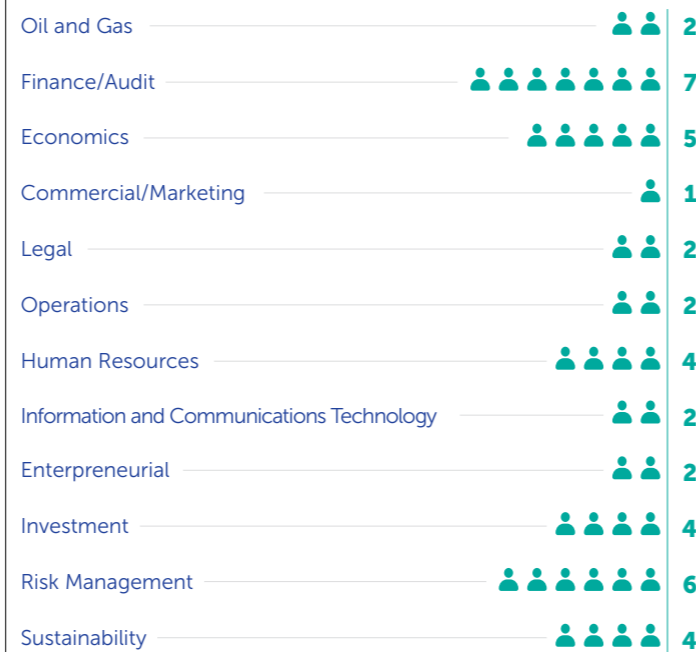 Oil and Gas 2
Finance/Audit 7
Economics 5
Commercial/Marketing 1
Legal 2
Operations 2
Human Resources 4
Information and Communications Technology 2
Enterpreneurial 2
Investment 4
Risk Management 6
Sustainability 4